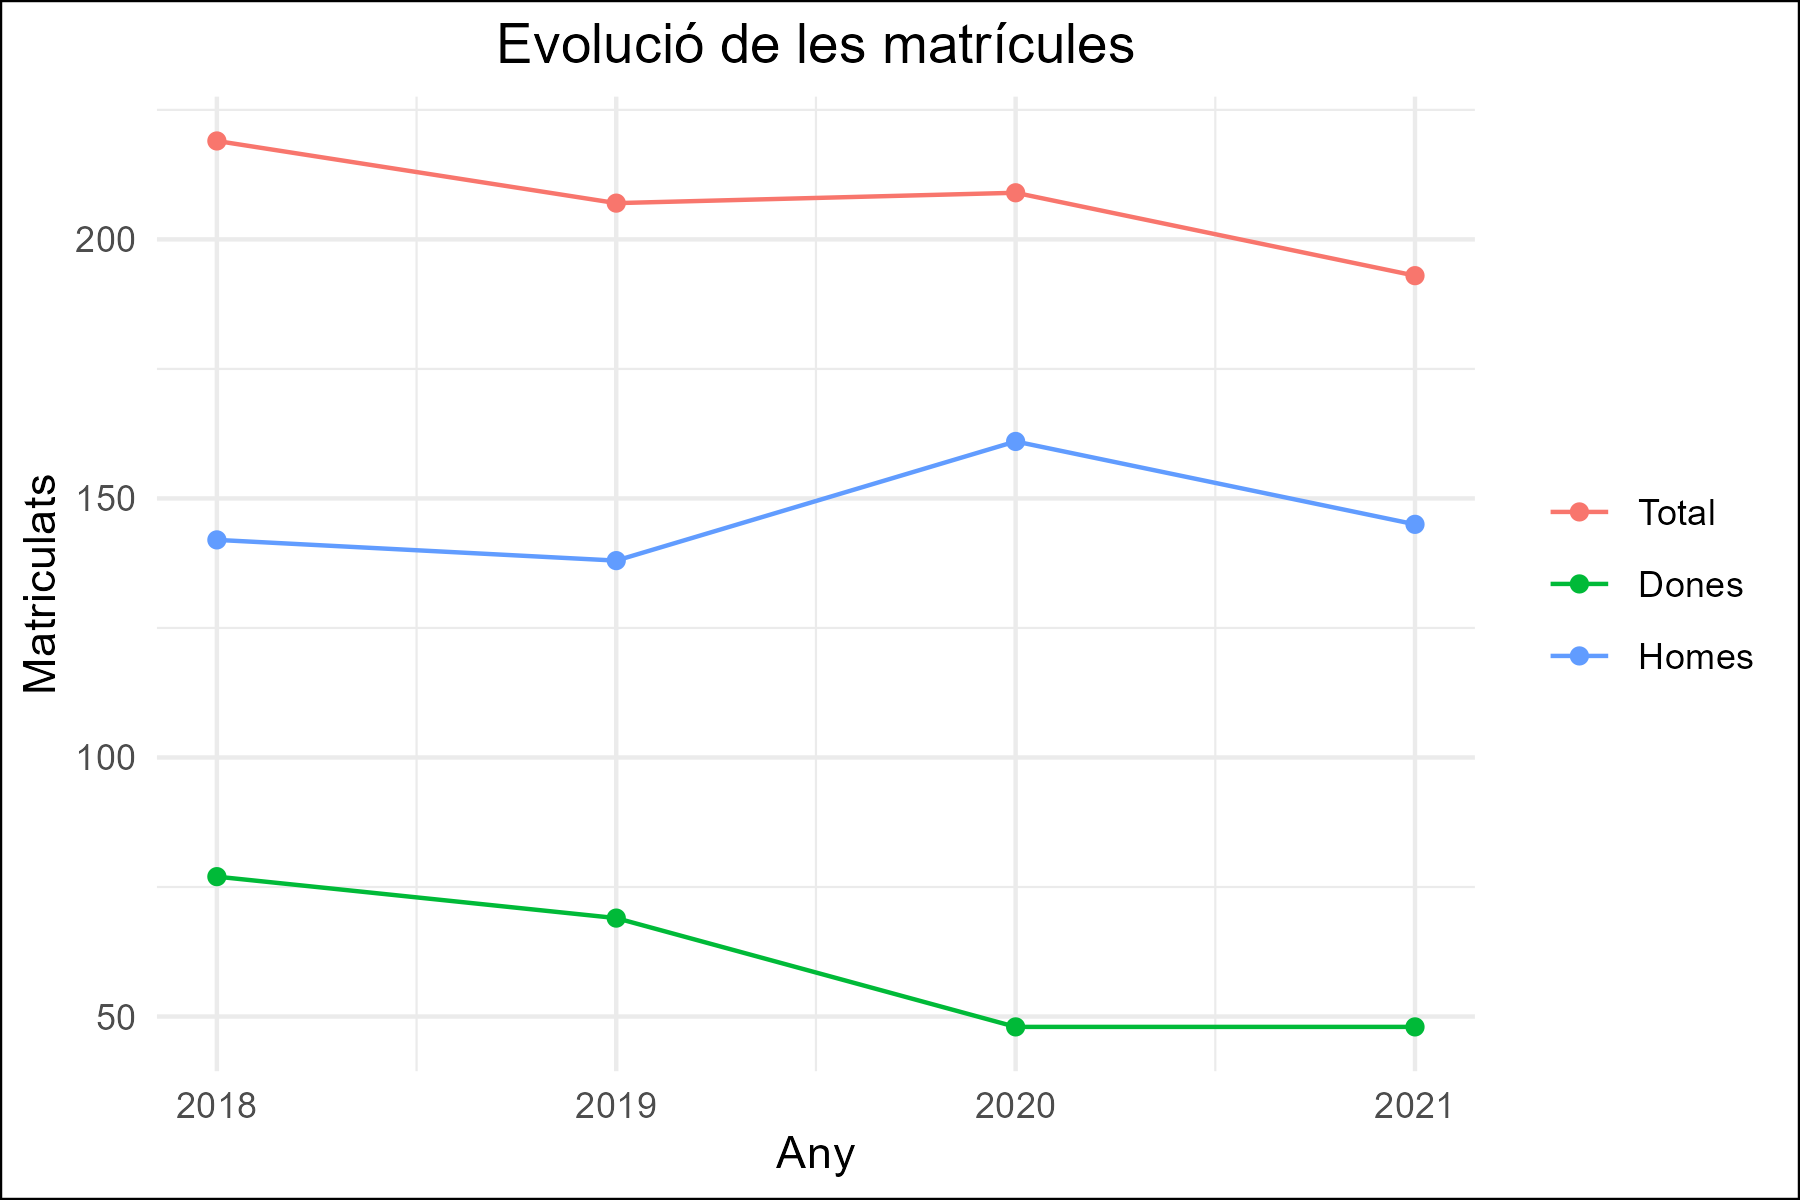 Evolució de les matrícules
Matriculats
200
150
100
50
2018 2019 2020 2021
Any
Total
Dones
Homes